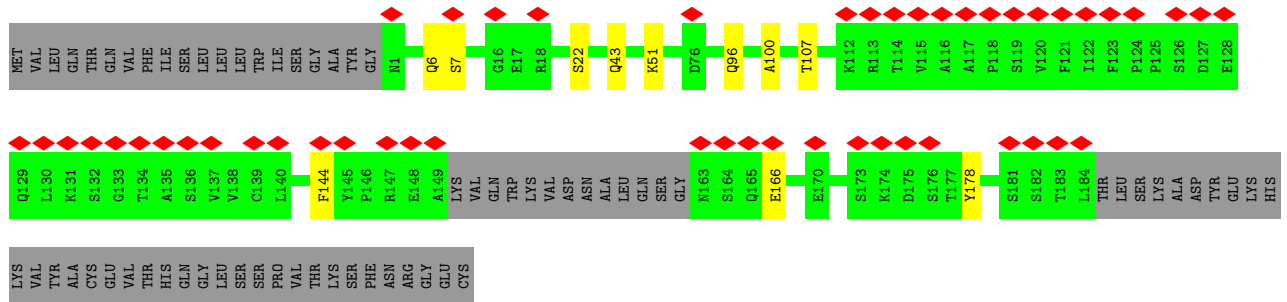 MET VAL LEU GLN THR GLN VAL PHE ILE SER LEU LEU LEU TRP ILE SER GLY ALA TYR GLY N1 Q6 S7 G16 E17 R18 S22 Q43 K51 D76 Q96 A100 T107 K112 R113 T114 V115 A116 A117 P118 S119 V120 F121 I122 F123 P124 P125 S126 D127 E128
Q129 L130 K131 S132 G133 T134 A135 S136 V137 V138 C139 L140 F144 Y145 P146 R147 E148 A149 LYS VAL GLN TRP LYS VAL ASP ASN ALA LEU GLN SER GLY N163 S164 Q165 E166 E170 S173 K174 D175 S176 T177 Y178 S181 S182 T183 L184 THR LEU SER LYS ALA ASP TYR GLU LYS HIS
LYS VAL TYR ALA CYS GLU VAL THR HIS GLN GLY LEU SER SER PRO VAL THR LYS SER PHE ASN ARG GLY GLU CYS